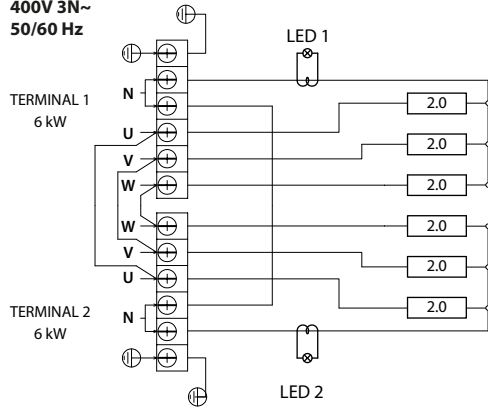 400V 3N~
50/60 Hz
LED 1
N
TERMINAL 1
6 kW
U
V
W
2.0
2.0
2.0
W
V
U
2.0
2.0
2.0
TERMINAL 2
6 kW
N
LED 2